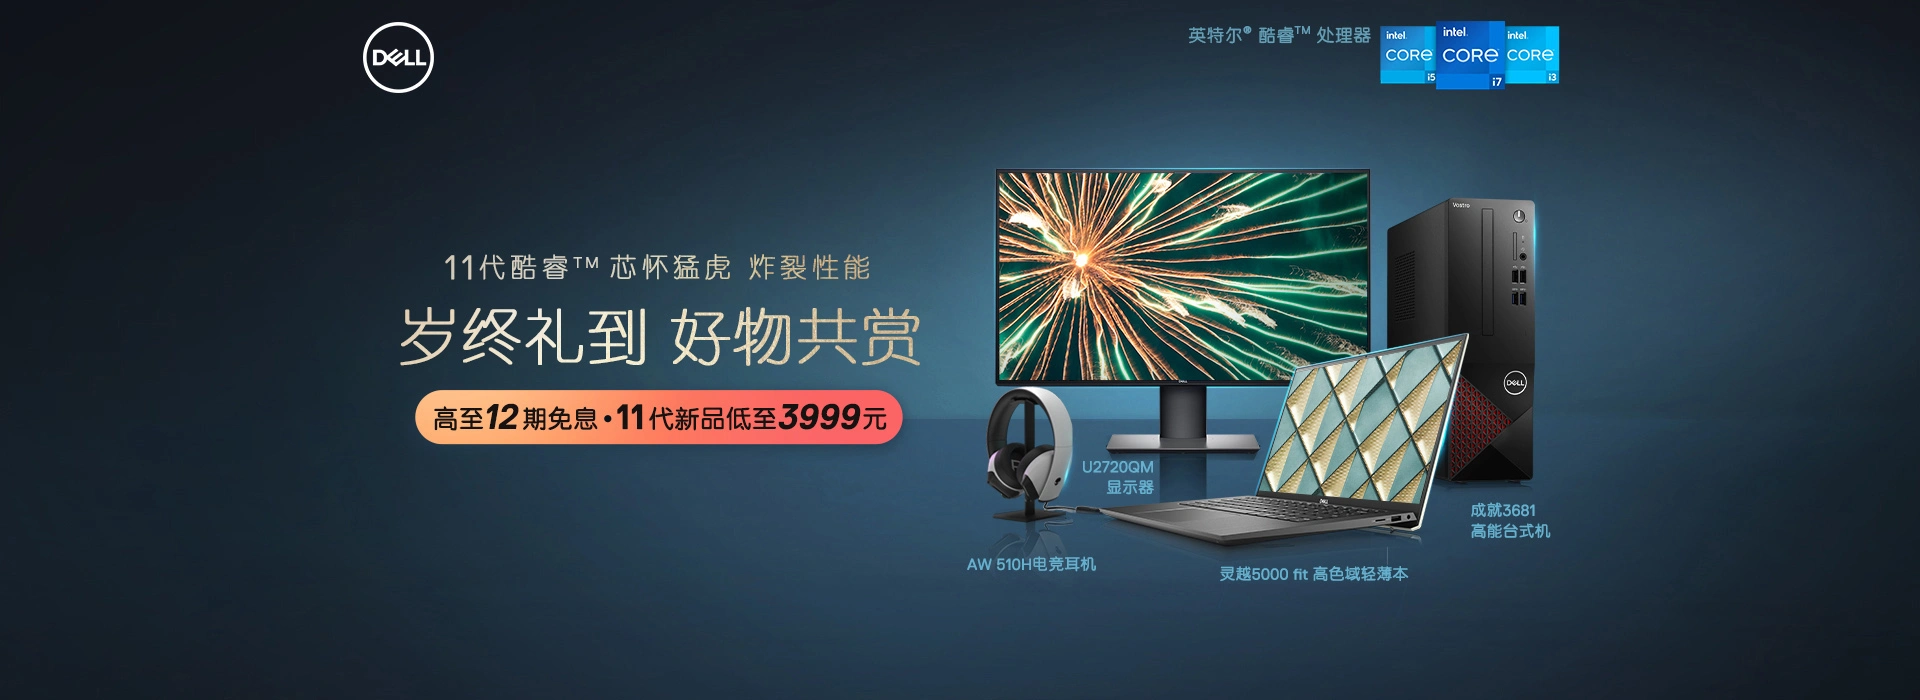 DELL
英特尔® 酷睿™ 处理器
intel. CORE i5
intel. CORE i7
intel. CORE i3
11代酷睿™ 芯怀猛虎 炸裂性能
岁终礼到 好物共赏
高至12期免息·11代新品低至3999元
Vostro
DELL
DELL
U2720QM
显示器
成就3681
高能台式机
AW 510H电竞耳机
灵越5000 fit 高色域轻薄本